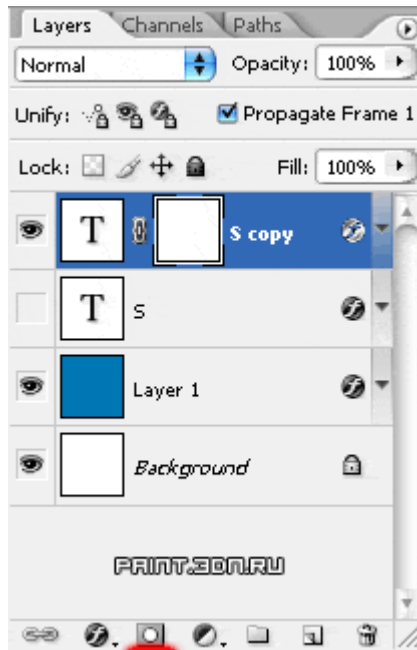 Layers Channels Paths
Normal Opacity: 100%
Unify: Propagate Frame 1
Lock: Fill: 100%
T S copy
T S
Layer 1
Background
PRINT.3DN.RU